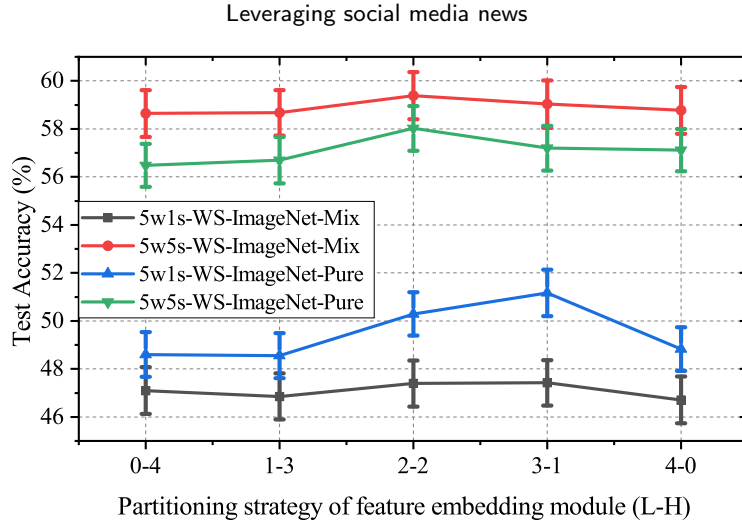 Leveraging social media news
60
58
56
54
52
50
48
46
Test Accuracy (%)
5w1s-WS-ImageNet-Mix
5w5s-WS-ImageNet-Mix
5w1s-WS-ImageNet-Pure
5w5s-WS-ImageNet-Pure
0-4 1-3 2-2 3-1 4-0
Partitioning strategy of feature embedding module (L-H)